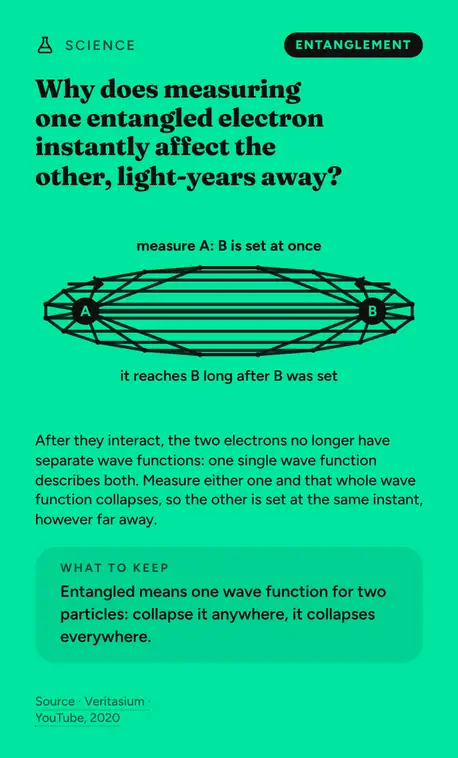 SCIENCE
ENTANGLEMENT
Why does measuring
one entangled electron
instantly affect the
other, light-years away?
measure A: B is set at once
A
B
it reaches B long after B was set
After they interact, the two electrons no longer have
separate wave functions: one single wave function
describes both. Measure either one and that whole wave
function collapses, so the other is set at the same instant,
however far away.
WHAT TO KEEP
Entangled means one wave function for two
particles: collapse it anywhere, it collapses
everywhere.
Source · Veritasium ·
YouTube, 2020